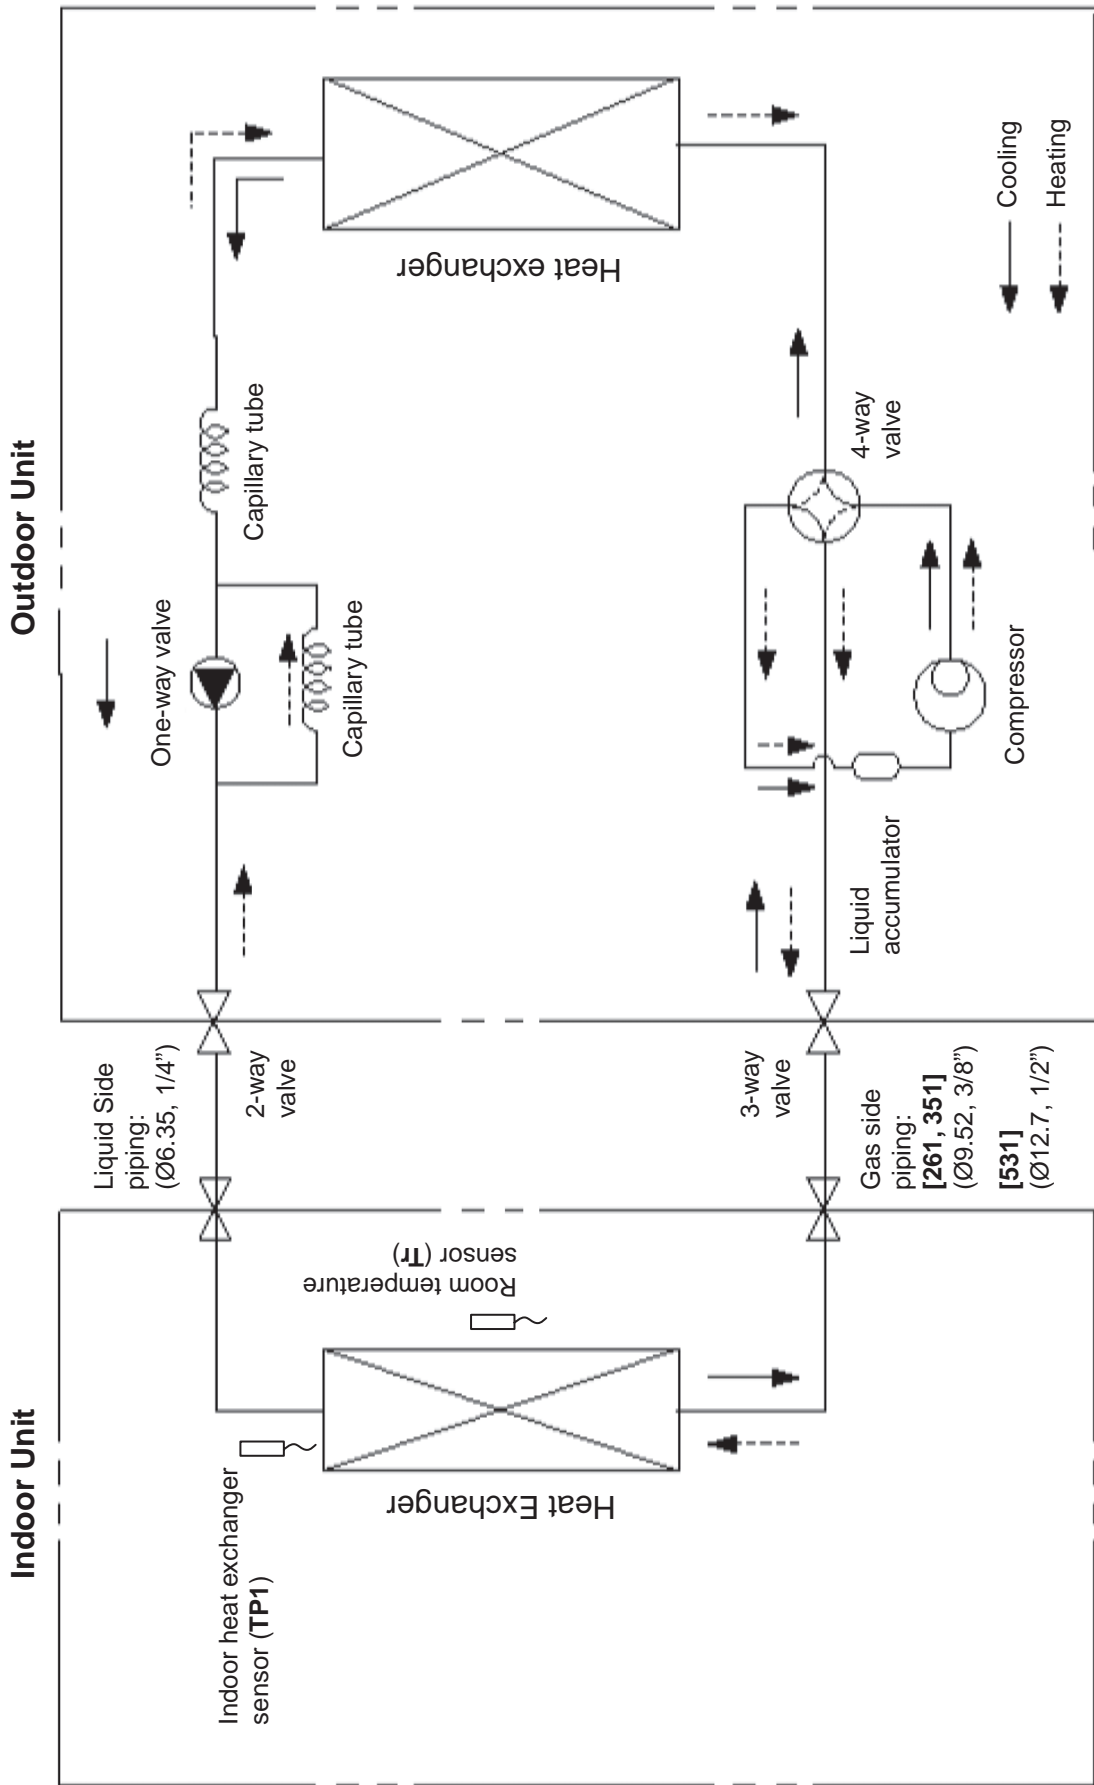 Indoor Unit
Outdoor Unit
Indoor heat exchanger
sensor (TP1)
Heat Exchanger
Room temperature
sensor (Tr)
Liquid Side
piping:
(Ø6.35, 1/4”)
2-way
valve
3-way
valve
Gas side
piping:
[261, 351]
(Ø9.52, 3/8”)
[531]
(Ø12.7, 1/2”)
One-way valve
Capillary tube
Capillary tube
Heat exchanger
Liquid
accumulator
Compressor
4-way
valve
Cooling
Heating